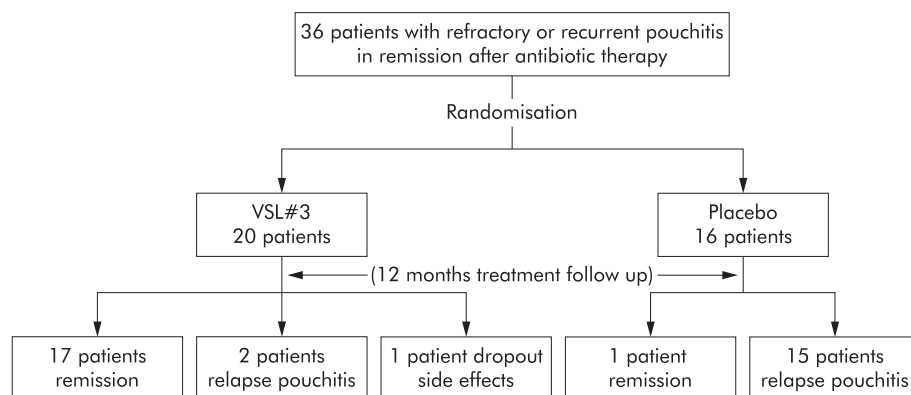 36 patients with refractory or recurrent pouchitis
in remission after antibiotic therapy
Randomisation
VSL#3
20 patients
Placebo
16 patients
(12 months treatment follow up)
17 patients
remission
2 patients
relapse pouchitis
1 patient dropout
side effects
1 patient
remission
15 patients
relapse pouchitis